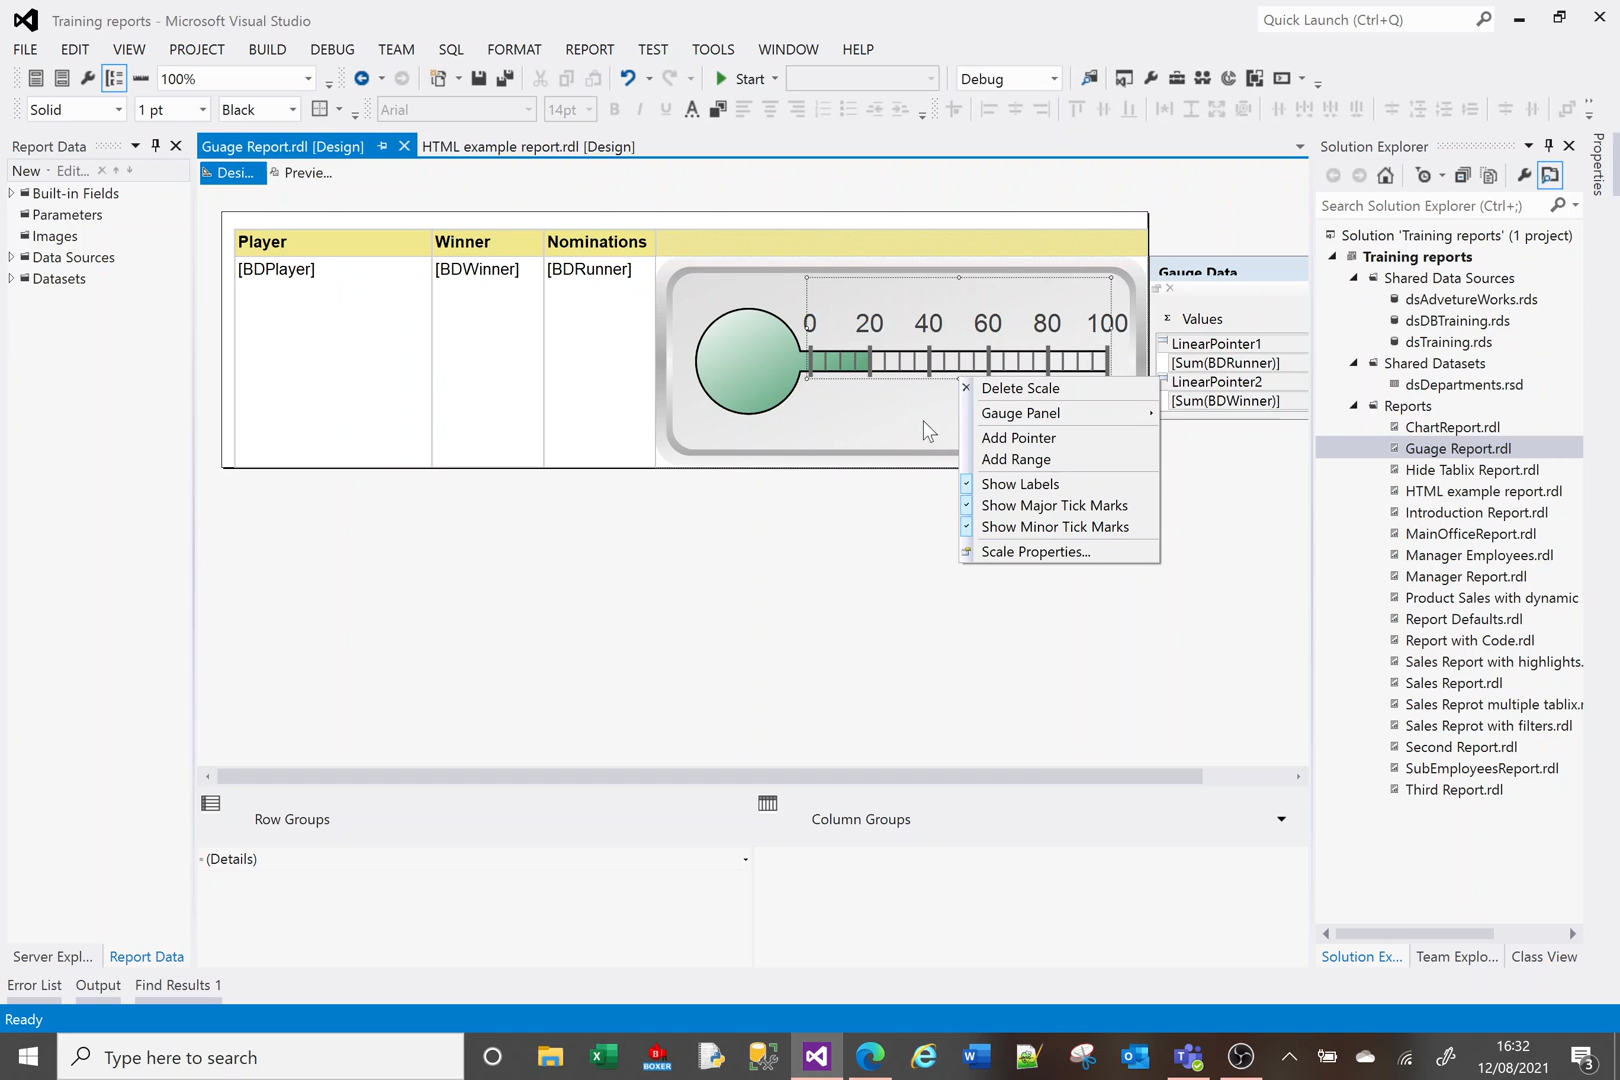 Training reports - Microsoft Visual Studio
Quick Launch (Ctrl+Q)
FILE EDIT VIEW PROJECT BUILD DEBUG TEAM SQL FORMAT REPORT TEST TOOLS WINDOW HELP
100% Start Debug
Solid 1 pt Black Arial 14pt
Report Data
Guage Report.rdl [Design] HTML example report.rdl [Design]
Solution Explorer
Properties
New Edit...
Desi... Previe...
Built-in Fields
Parameters
Images
Data Sources
Datasets
Player Winner Nominations
[BDPlayer] [BDWinner] [BDRunner]
0 20 40 60 80 100
Gauge Data
Σ Values
LinearPointer1
[Sum(BDRunner)]
LinearPointer2
[Sum(BDWinner)]
Delete Scale
Gauge Panel
Add Pointer
Add Range
Show Labels
Show Major Tick Marks
Show Minor Tick Marks
Scale Properties...
Search Solution Explorer (Ctrl+;)
Solution 'Training reports' (1 project)
Training reports
Shared Data Sources
dsAdvetureWorks.rds
dsDBTraining.rds
dsTraining.rds
Shared Datasets
dsDepartments.rsd
Reports
ChartReport.rdl
Guage Report.rdl
Hide Tablix Report.rdl
HTML example report.rdl
Introduction Report.rdl
MainOfficeReport.rdl
Manager Employees.rdl
Manager Report.rdl
Product Sales with dynamic
Report Defaults.rdl
Report with Code.rdl
Sales Report with highlights.
Sales Report.rdl
Sales Reprot multiple tablix.r
Sales Reprot with filters.rdl
Second Report.rdl
SubEmployeesReport.rdl
Third Report.rdl
Row Groups
Column Groups
(Details)
Server Expl... Report Data
Solution Ex... Team Explo... Class View
Error List Output Find Results 1
Ready
Type here to search
BOXER
16:32
12/08/2021
3